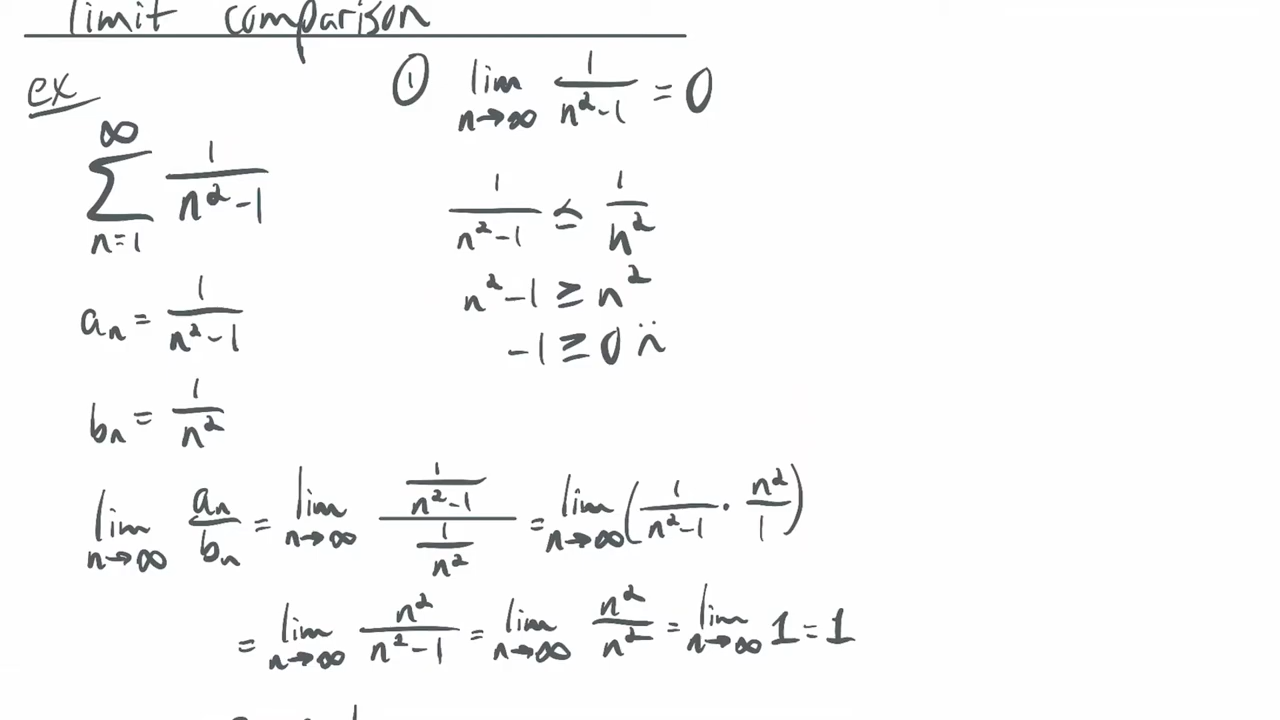 limit comparison
ex
∞
∑ 1/(n²-1)
n=1
aₙ = 1/(n²-1)
bₙ = 1/n²
① lim n→∞ 1/(n²-1) = 0
1/(n²-1) ≤ 1/n²
n²-1 ≥ n²
-1 ≥ 0 ⍨
lim n→∞ aₙ/bₙ = lim n→∞ (1/(n²-1))/(1/n²) = lim n→∞ (1/(n²-1) · n²/1)
= lim n→∞ n²/(n²-1) = lim n→∞ n²/n² = lim n→∞ 1 = 1